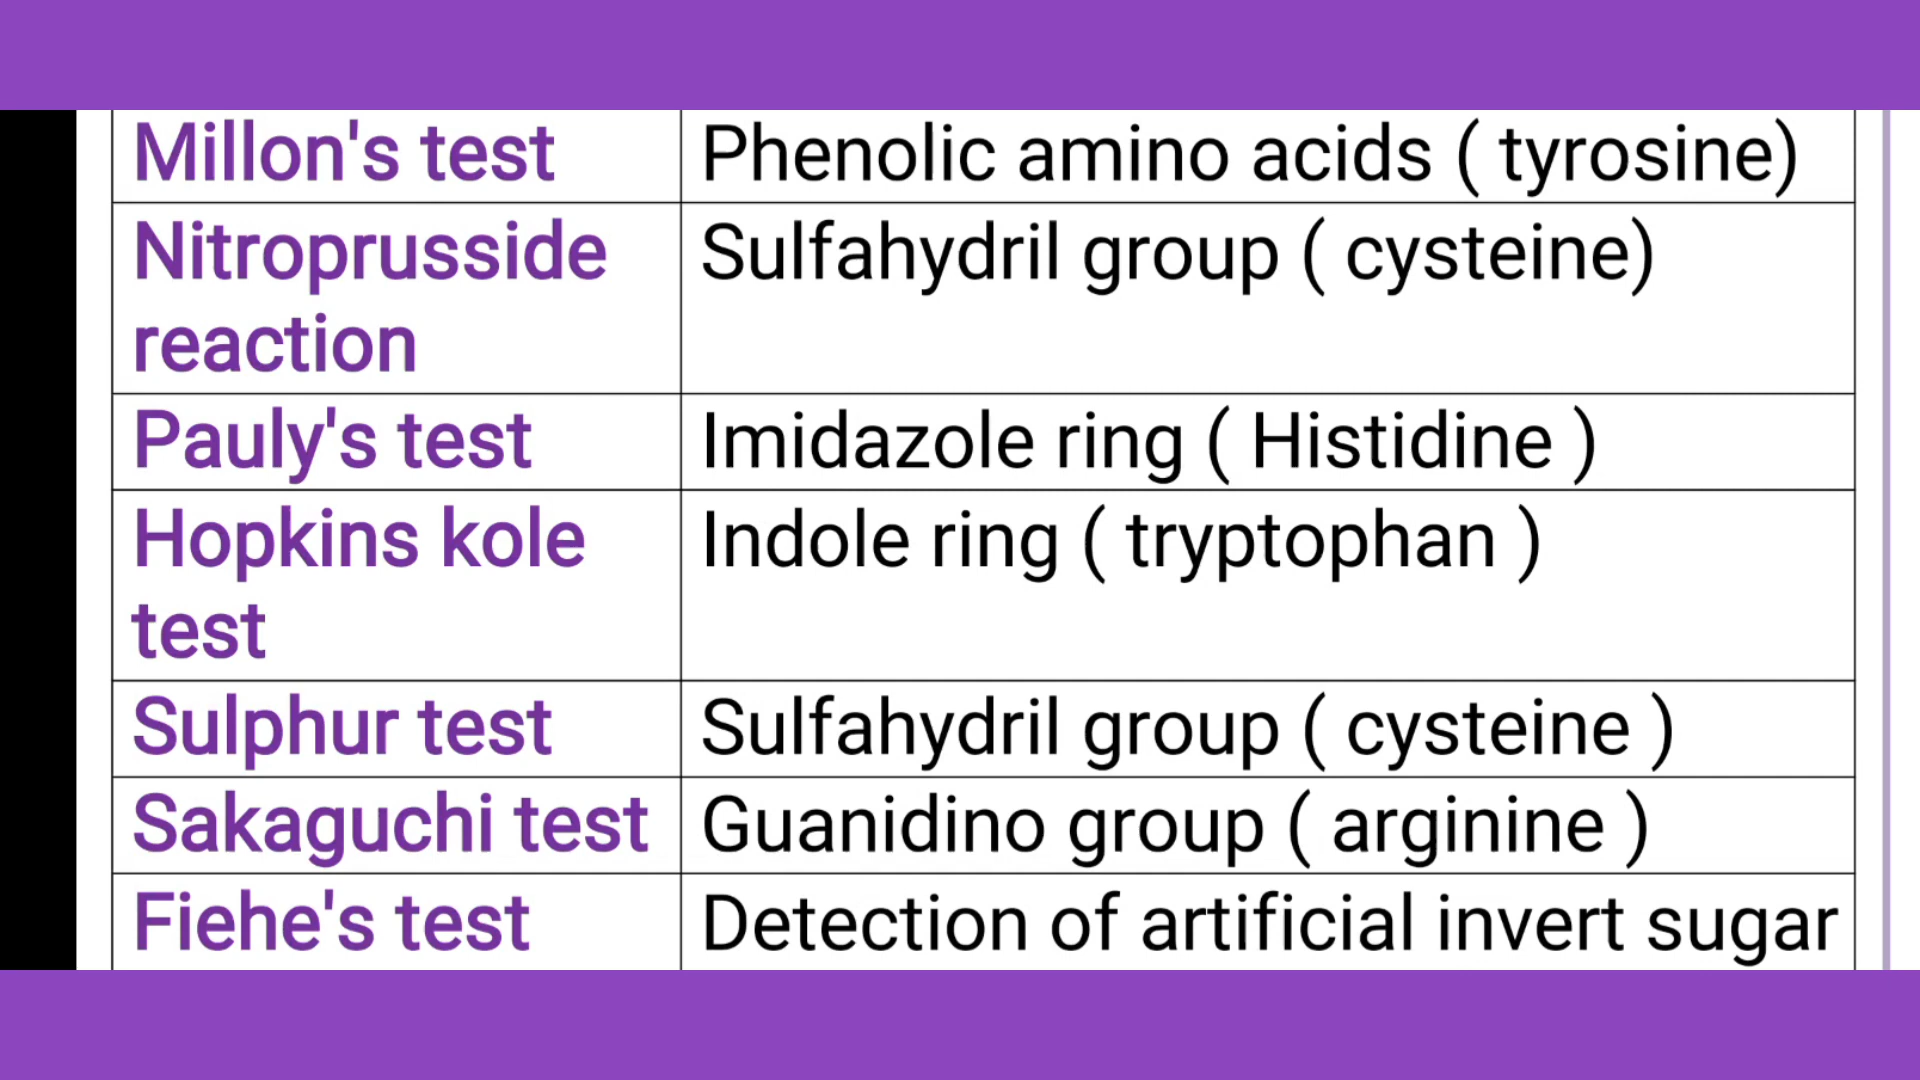 Millon's test Phenolic amino acids ( tyrosine)
Nitroprusside Sulfahydril group ( cysteine)
reaction
Pauly's test Imidazole ring ( Histidine )
Hopkins kole Indole ring ( tryptophan )
test
Sulphur test Sulfahydril group ( cysteine )
Sakaguchi test Guanidino group ( arginine )
Fiehe's test Detection of artificial invert sugar